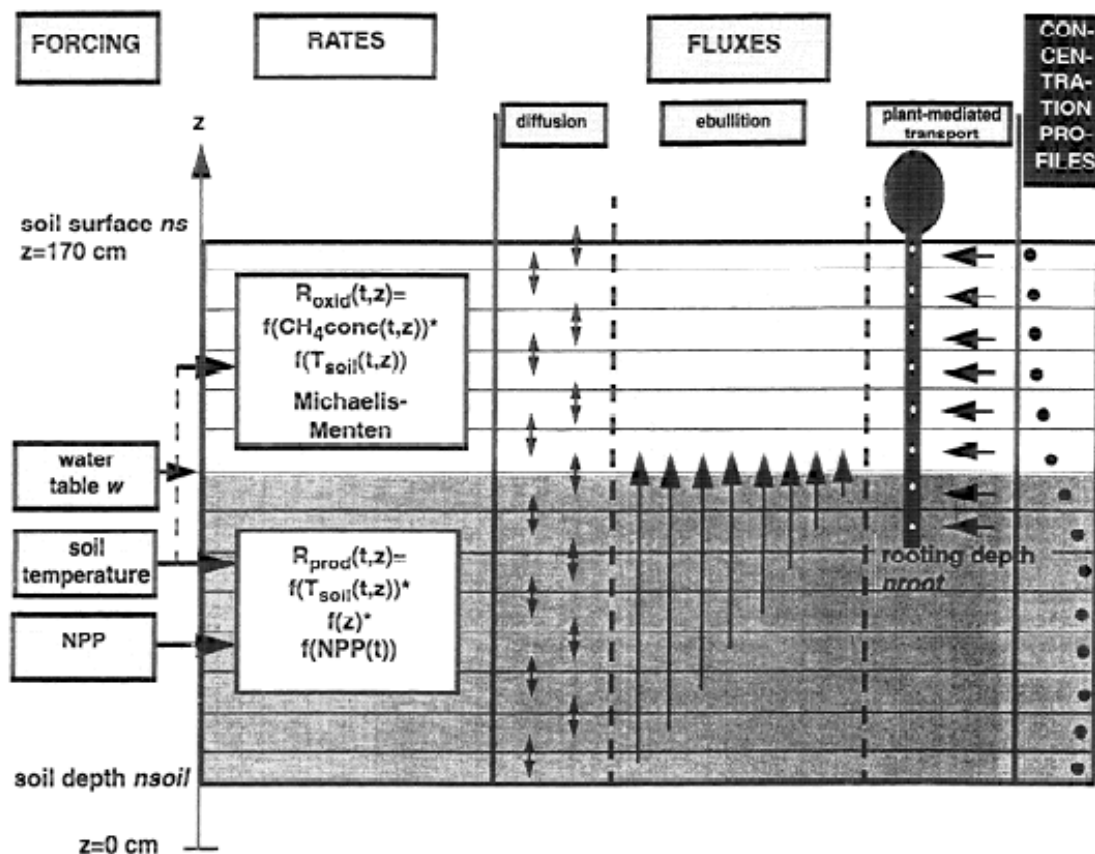 FORCING
RATES
FLUXES
CON-
CEN-
TRA-
TION
PRO-
FILES
diffusion
ebullition
plant-mediated
transport
z
soil surface ns
z=170 cm
Roxid(t,z)=
f(CH4conc(t,z))*
f(Tsoil(t,z))
Michaelis-
Menten
water
table w
soil
temperature
NPP
Rprod(t,z)=
f(Tsoil(t,z))*
f(z)*
f(NPP(t))
rooting depth
nroot
soil depth nsoil
z=0 cm